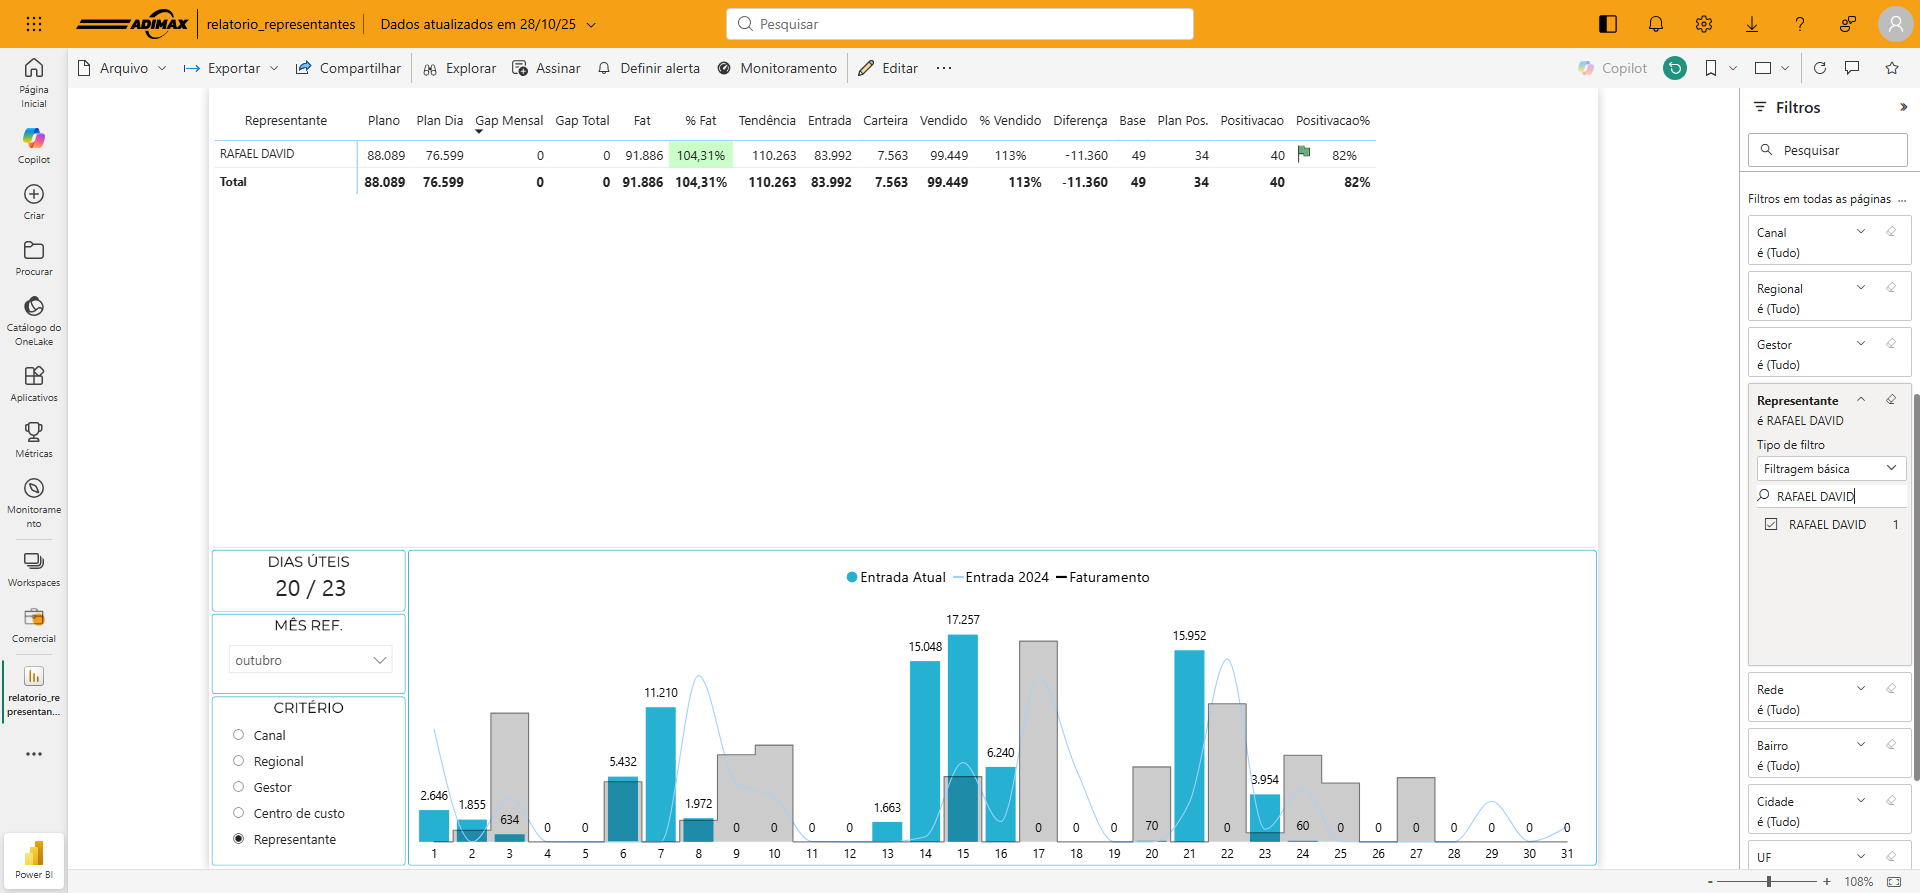 ADIMAX
relatorio_representantes
Dados atualizados em 28/10/25
Pesquisar
Arquivo
Exportar
Compartilhar
Explorar
Assinar
Definir alerta
Monitoramento
Editar
Copilot
Página
Inicial
Copilot
Criar
Procurar
Catálogo do
OneLake
Aplicativos
Métricas
Monitorame
nto
Workspaces
Comercial
relatorio_re
presentan...
Power BI
Representante Plano Plan Dia Gap Mensal Gap Total Fat % Fat Tendência Entrada Carteira Vendido % Vendido Diferença Base Plan Pos. Positivacao Positivacao%
RAFAEL DAVID 88.089 76.599 0 0 91.886 104,31% 110.263 83.992 7.563 99.449 113% -11.360 49 34 40 82%
Total 88.089 76.599 0 0 91.886 104,31% 110.263 83.992 7.563 99.449 113% -11.360 49 34 40 82%
DIAS ÚTEIS
20 / 23
MÊS REF.
outubro
CRITÉRIO
Canal
Regional
Gestor
Centro de custo
Representante
Entrada Atual Entrada 2024 Faturamento
2.646 1.855 634 0 0 5.432 11.210 1.972 0 0 0 0 1.663 15.048 17.257 6.240 0 0 0 70 15.952 0 3.954 60 0 0 0 0 0 0 0
1 2 3 4 5 6 7 8 9 10 11 12 13 14 15 16 17 18 19 20 21 22 23 24 25 26 27 28 29 30 31
Filtros
Pesquisar
Filtros em todas as páginas ...
Canal
é (Tudo)
Regional
é (Tudo)
Gestor
é (Tudo)
Representante
é RAFAEL DAVID
Tipo de filtro
Filtragem básica
RAFAEL DAVID
RAFAEL DAVID 1
Rede
é (Tudo)
Bairro
é (Tudo)
Cidade
é (Tudo)
UF
- + 108%